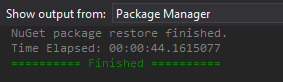 Show output from: Package Manager
NuGet package restore finished.
Time Elapsed: 00:00:44.1615077
========== Finished ==========